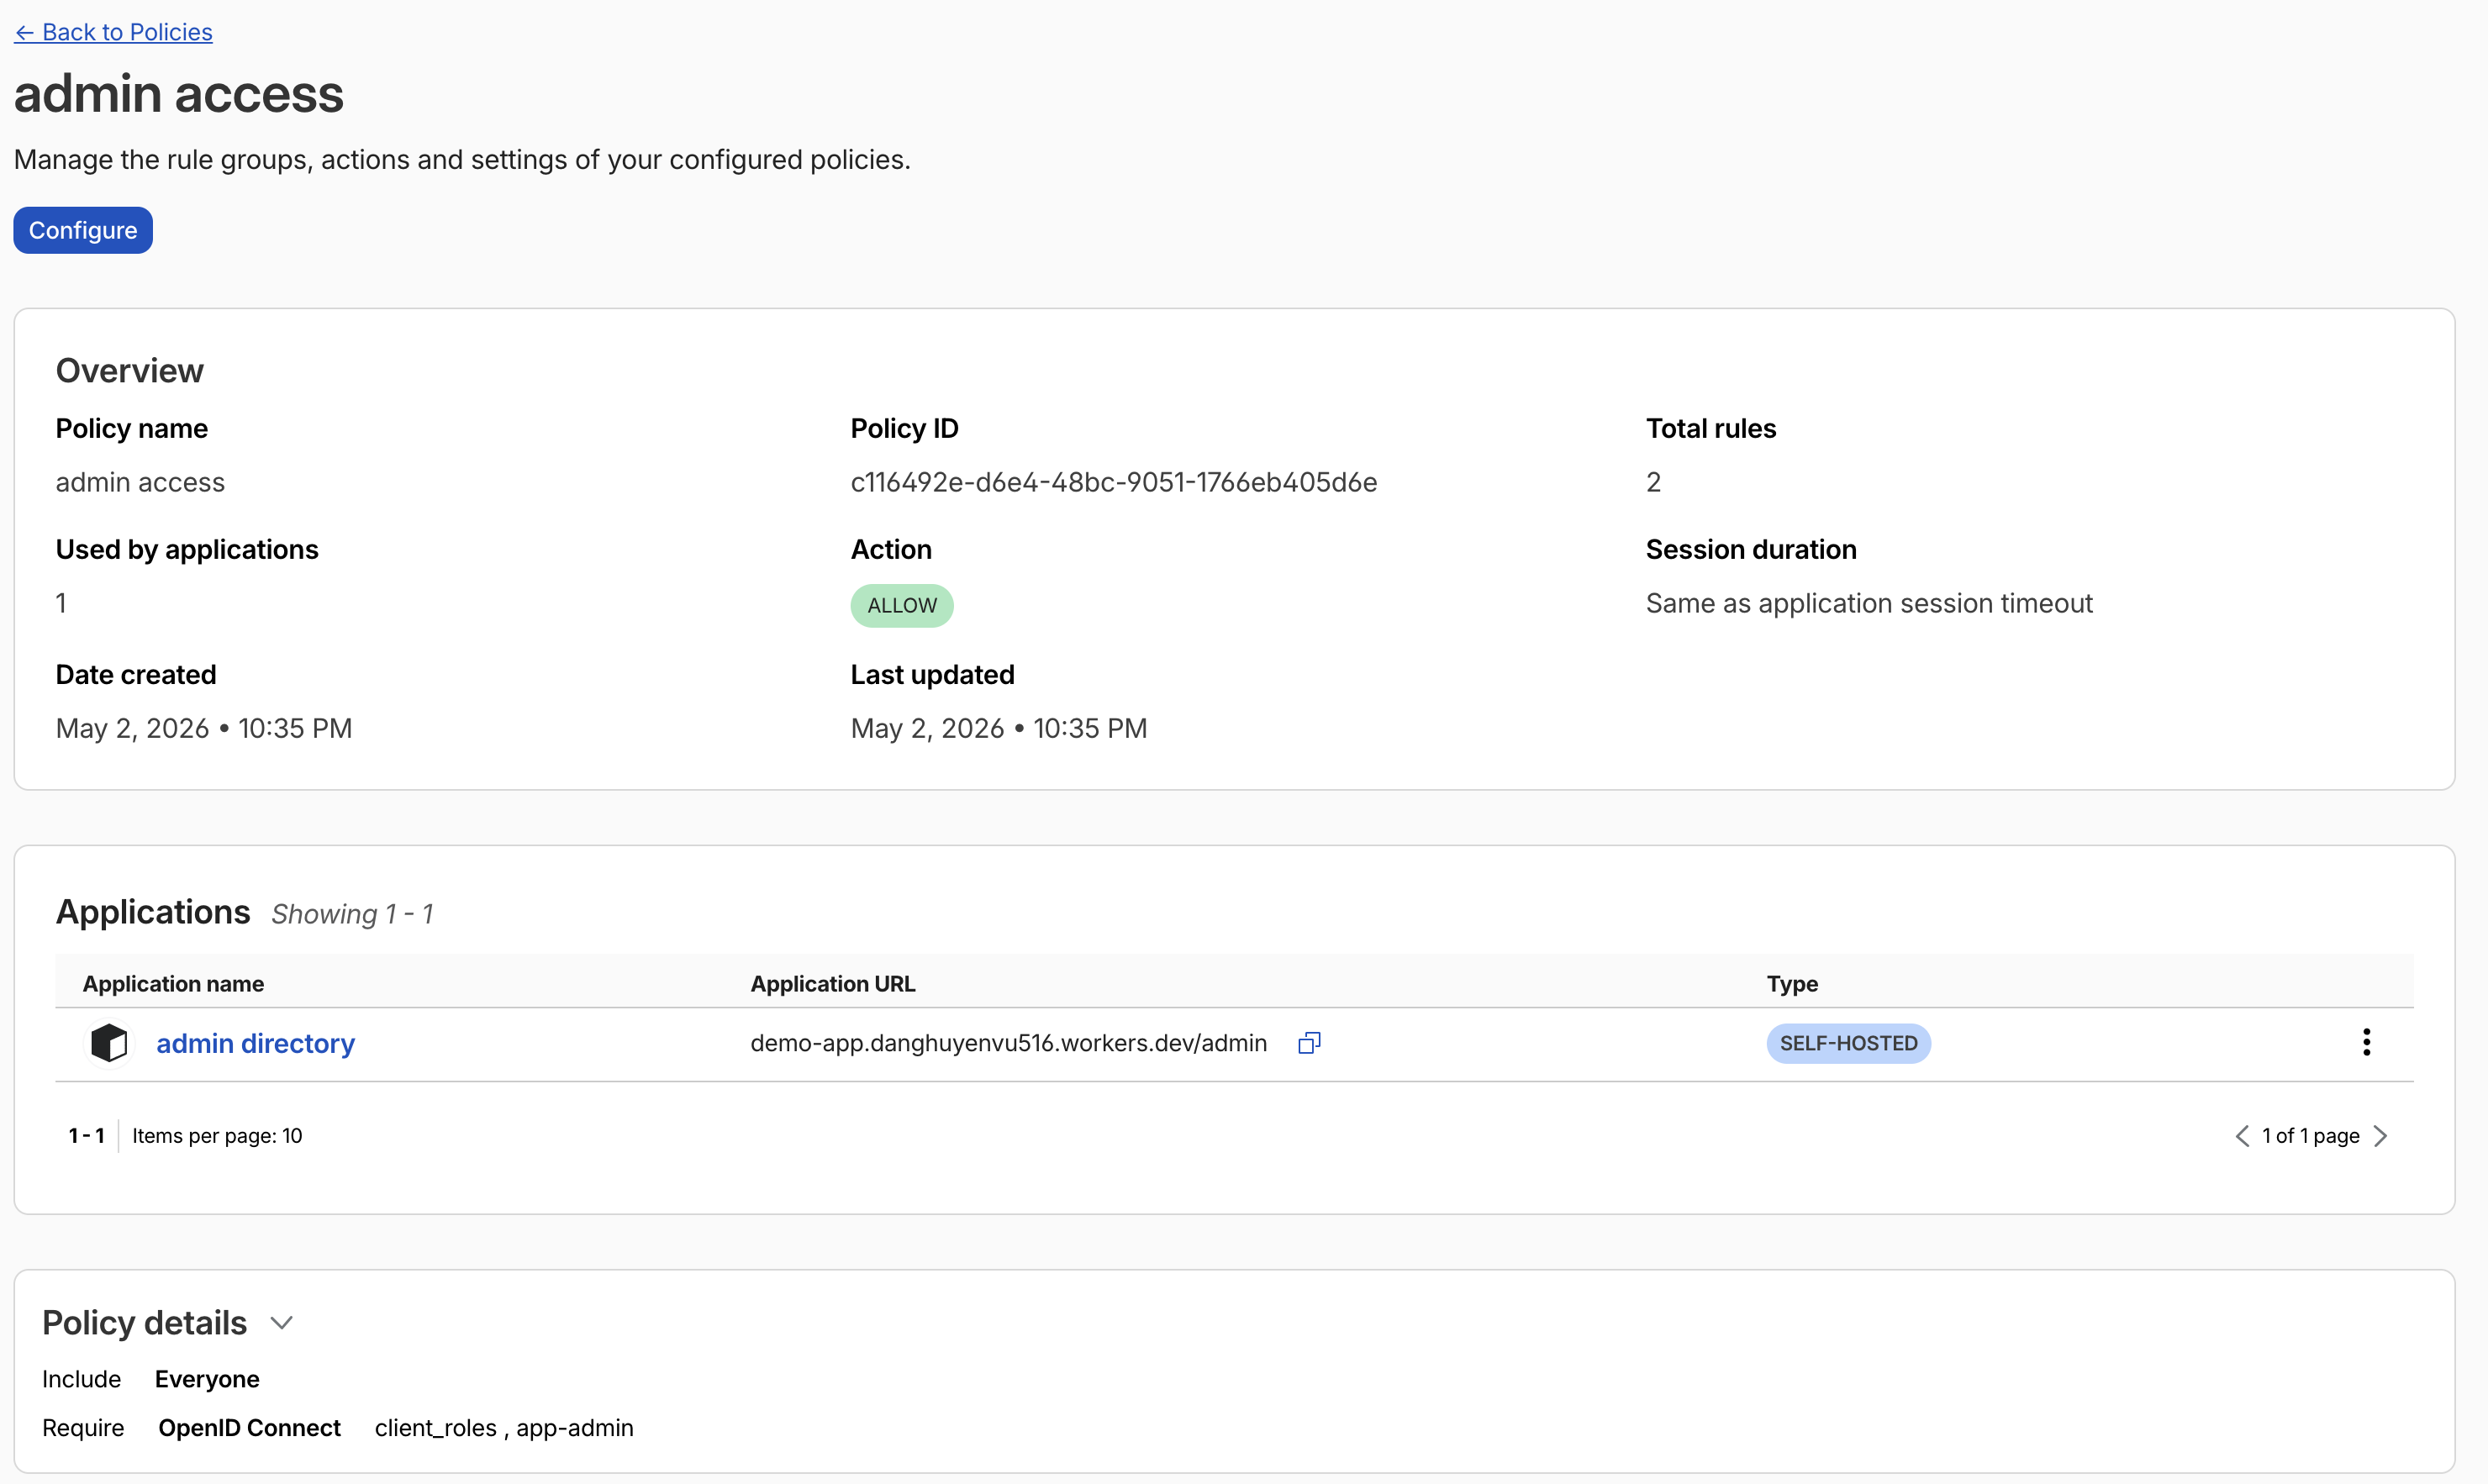 ← Back to Policies
admin access
Manage the rule groups, actions and settings of your configured policies.
Configure
Overview
Policy name
Policy ID
Total rules
admin access
c116492e-d6e4-48bc-9051-1766eb405d6e
2
Used by applications
Action
Session duration
1
ALLOW
Same as application session timeout
Date created
Last updated
May 2, 2026 • 10:35 PM
May 2, 2026 • 10:35 PM
Applications Showing 1 - 1
Application name
Application URL
Type
admin directory
demo-app.danghuyenvu516.workers.dev/admin
SELF-HOSTED
1 - 1 Items per page: 10
1 of 1 page
Policy details
Include Everyone
Require OpenID Connect client_roles , app-admin